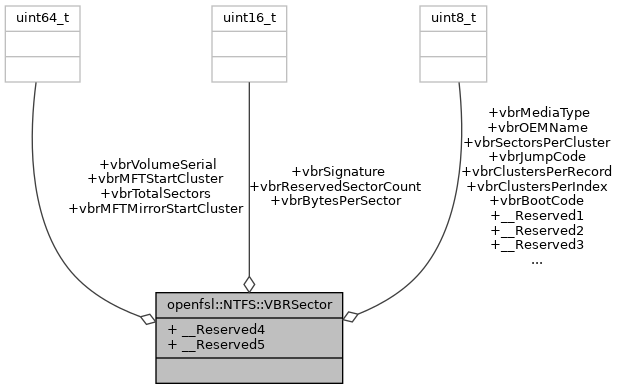 uint64_t
uint16_t
uint8_t
+vbrVolumeSerial
+vbrMFTStartCluster
+vbrTotalSectors
+vbrMFTMirrorStartCluster
+vbrSignature
+vbrReservedSectorCount
+vbrBytesPerSector
+vbrMediaType
+vbrOEMName
+vbrSectorsPerCluster
+vbrJumpCode
+vbrClustersPerRecord
+vbrClustersPerIndex
+vbrBootCode
+__Reserved1
+__Reserved2
+__Reserved3
...
openfsl::NTFS::VBRSector
+ __Reserved4
+ __Reserved5